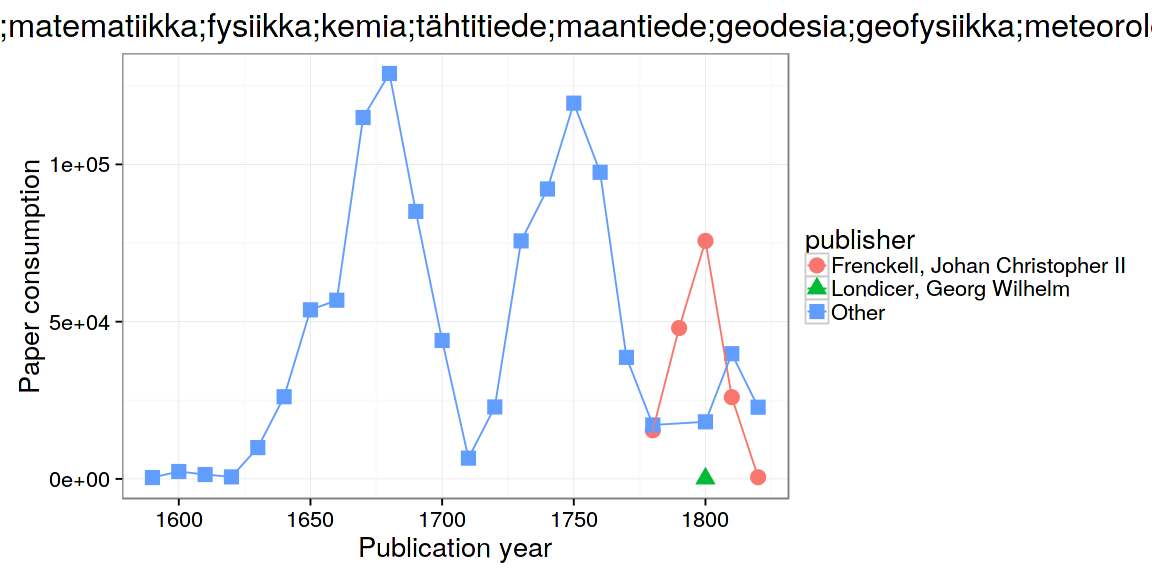 ;matematiikka;fysiikka;kemia;tähtitiede;maantiede;geodesia;geofysiikka;meteorol
1e+05
5e+04
0e+00
Paper consumption
1600 1650 1700 1750 1800
Publication year
publisher
Frenckell, Johan Christopher II
Londicer, Georg Wilhelm
Other